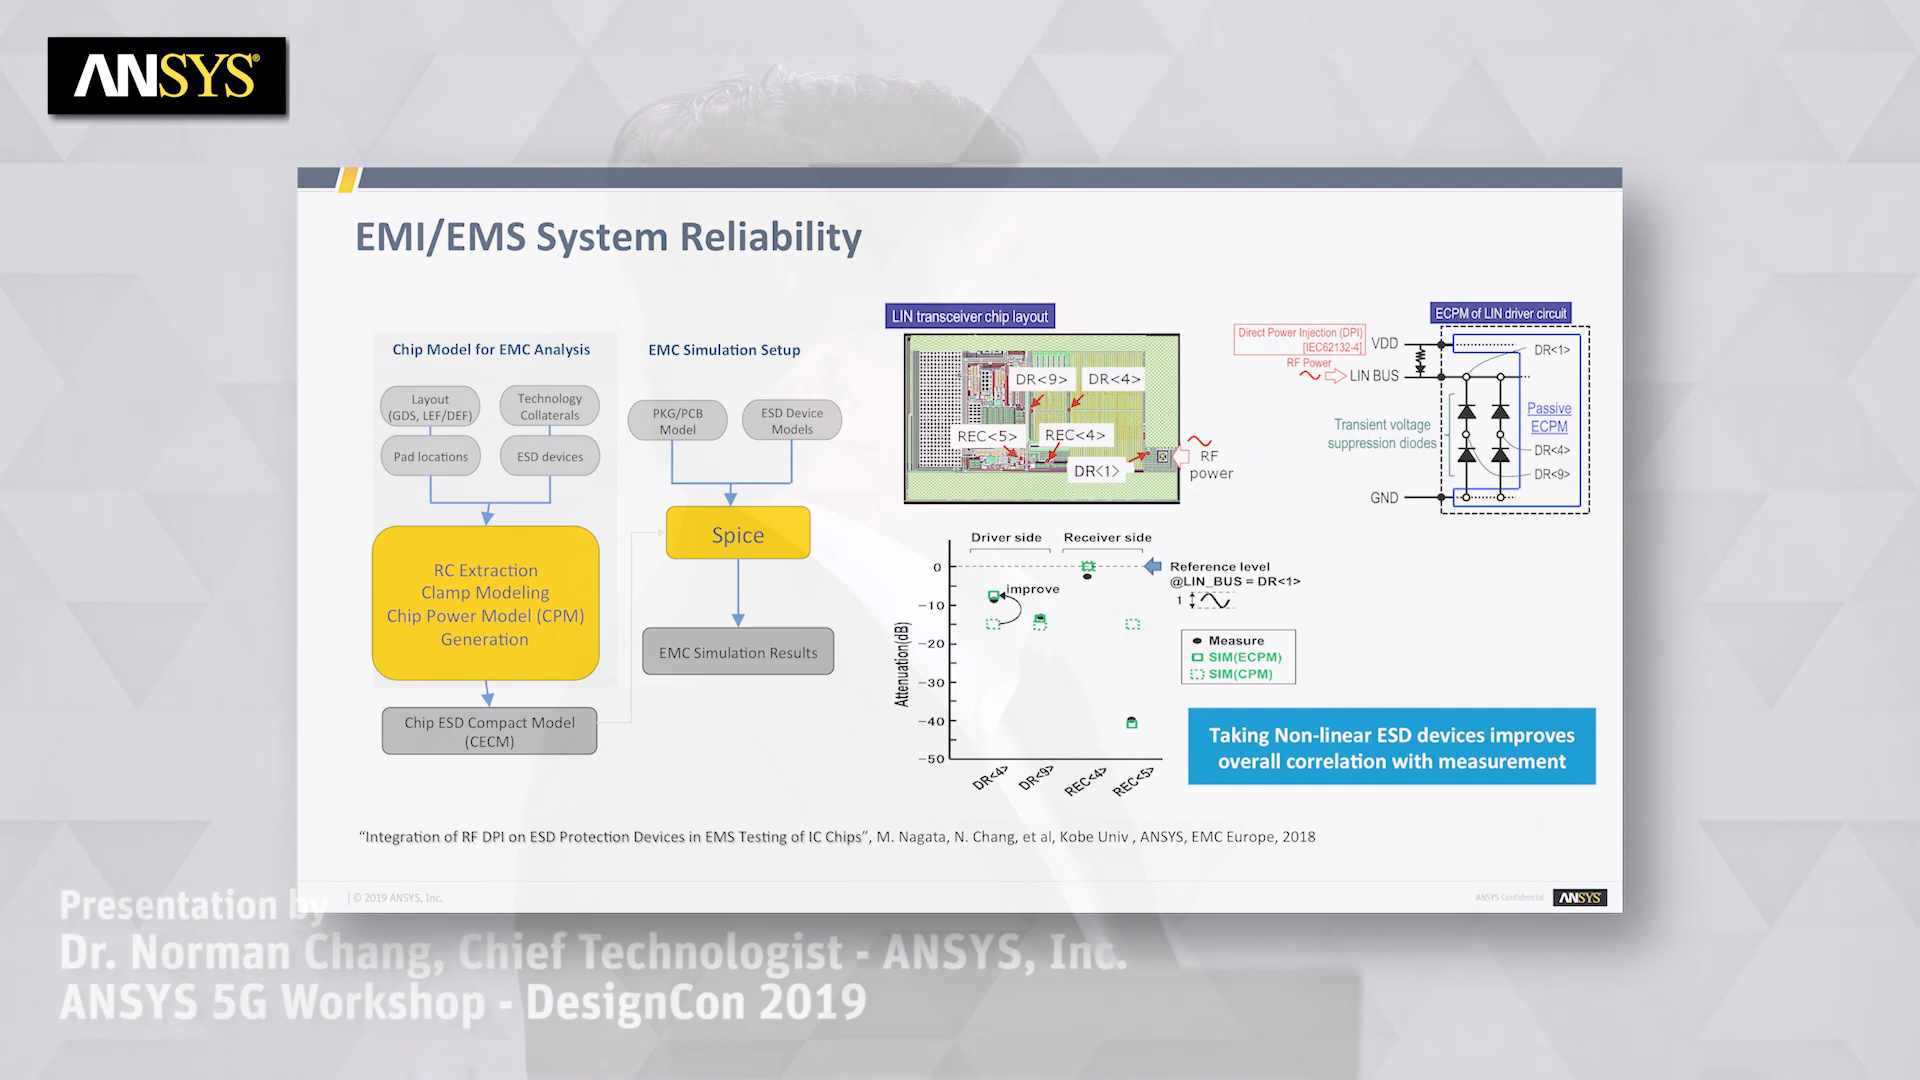 ANSYS®
EMI/EMS System Reliability
Chip Model for EMC Analysis
Layout
(GDS, LEF/DEF)
Technology
Collaterals
Pad locations
ESD devices
RC Extraction
Clamp Modeling
Chip Power Model (CPM)
Generation
Chip ESD Compact Model
(CECM)
EMC Simulation Setup
PKG/PCB
Model
ESD Device
Models
Spice
EMC Simulation Results
LIN transceiver chip layout
DR<9>
DR<4>
REC<5>
REC<4>
DR<1>
RF
power
ECPM of LIN driver circuit
Direct Power Injection (DPI)
[IEC62132-4]
RF Power
VDD
LIN BUS
Transient voltage
suppression diodes
GND
DR<1>
Passive
ECPM
DR<4>
DR<9>
Driver side
Receiver side
Attenuation(dB)
0
−10
−20
−30
−40
−50
improve
DR<4>
DR<9>
REC<4>
REC<5>
Reference level
@LIN_BUS = DR<1>
1
Measure
SIM(ECPM)
SIM(CPM)
Taking Non-linear ESD devices improves
overall correlation with measurement
“Integration of RF DPI on ESD Protection Devices in EMS Testing of IC Chips”, M. Nagata, N. Chang, et al, Kobe Univ , ANSYS, EMC Europe, 2018
© 2019 ANSYS, Inc.
ANSYS Confidential
ANSYS
Presentation by
Dr. Norman Chang, Chief Technologist - ANSYS, Inc.
ANSYS 5G Workshop - DesignCon 2019